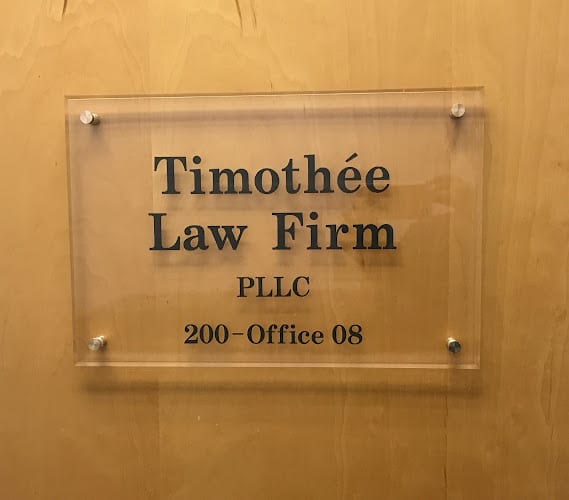 Timothée
Law Firm
PLLC
200-Office 08